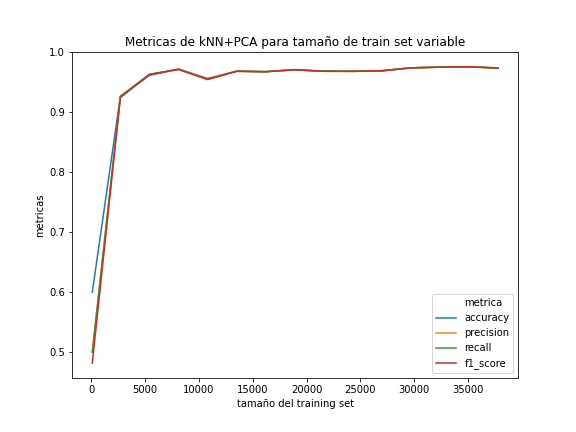 Metricas de kNN+PCA para tamaño de train set variable
1.0
0.9
0.8
0.7
0.6
0.5
metricas
metrica
accuracy
precision
recall
f1_score
0 5000 10000 15000 20000 25000 30000 35000
tamaño del training set